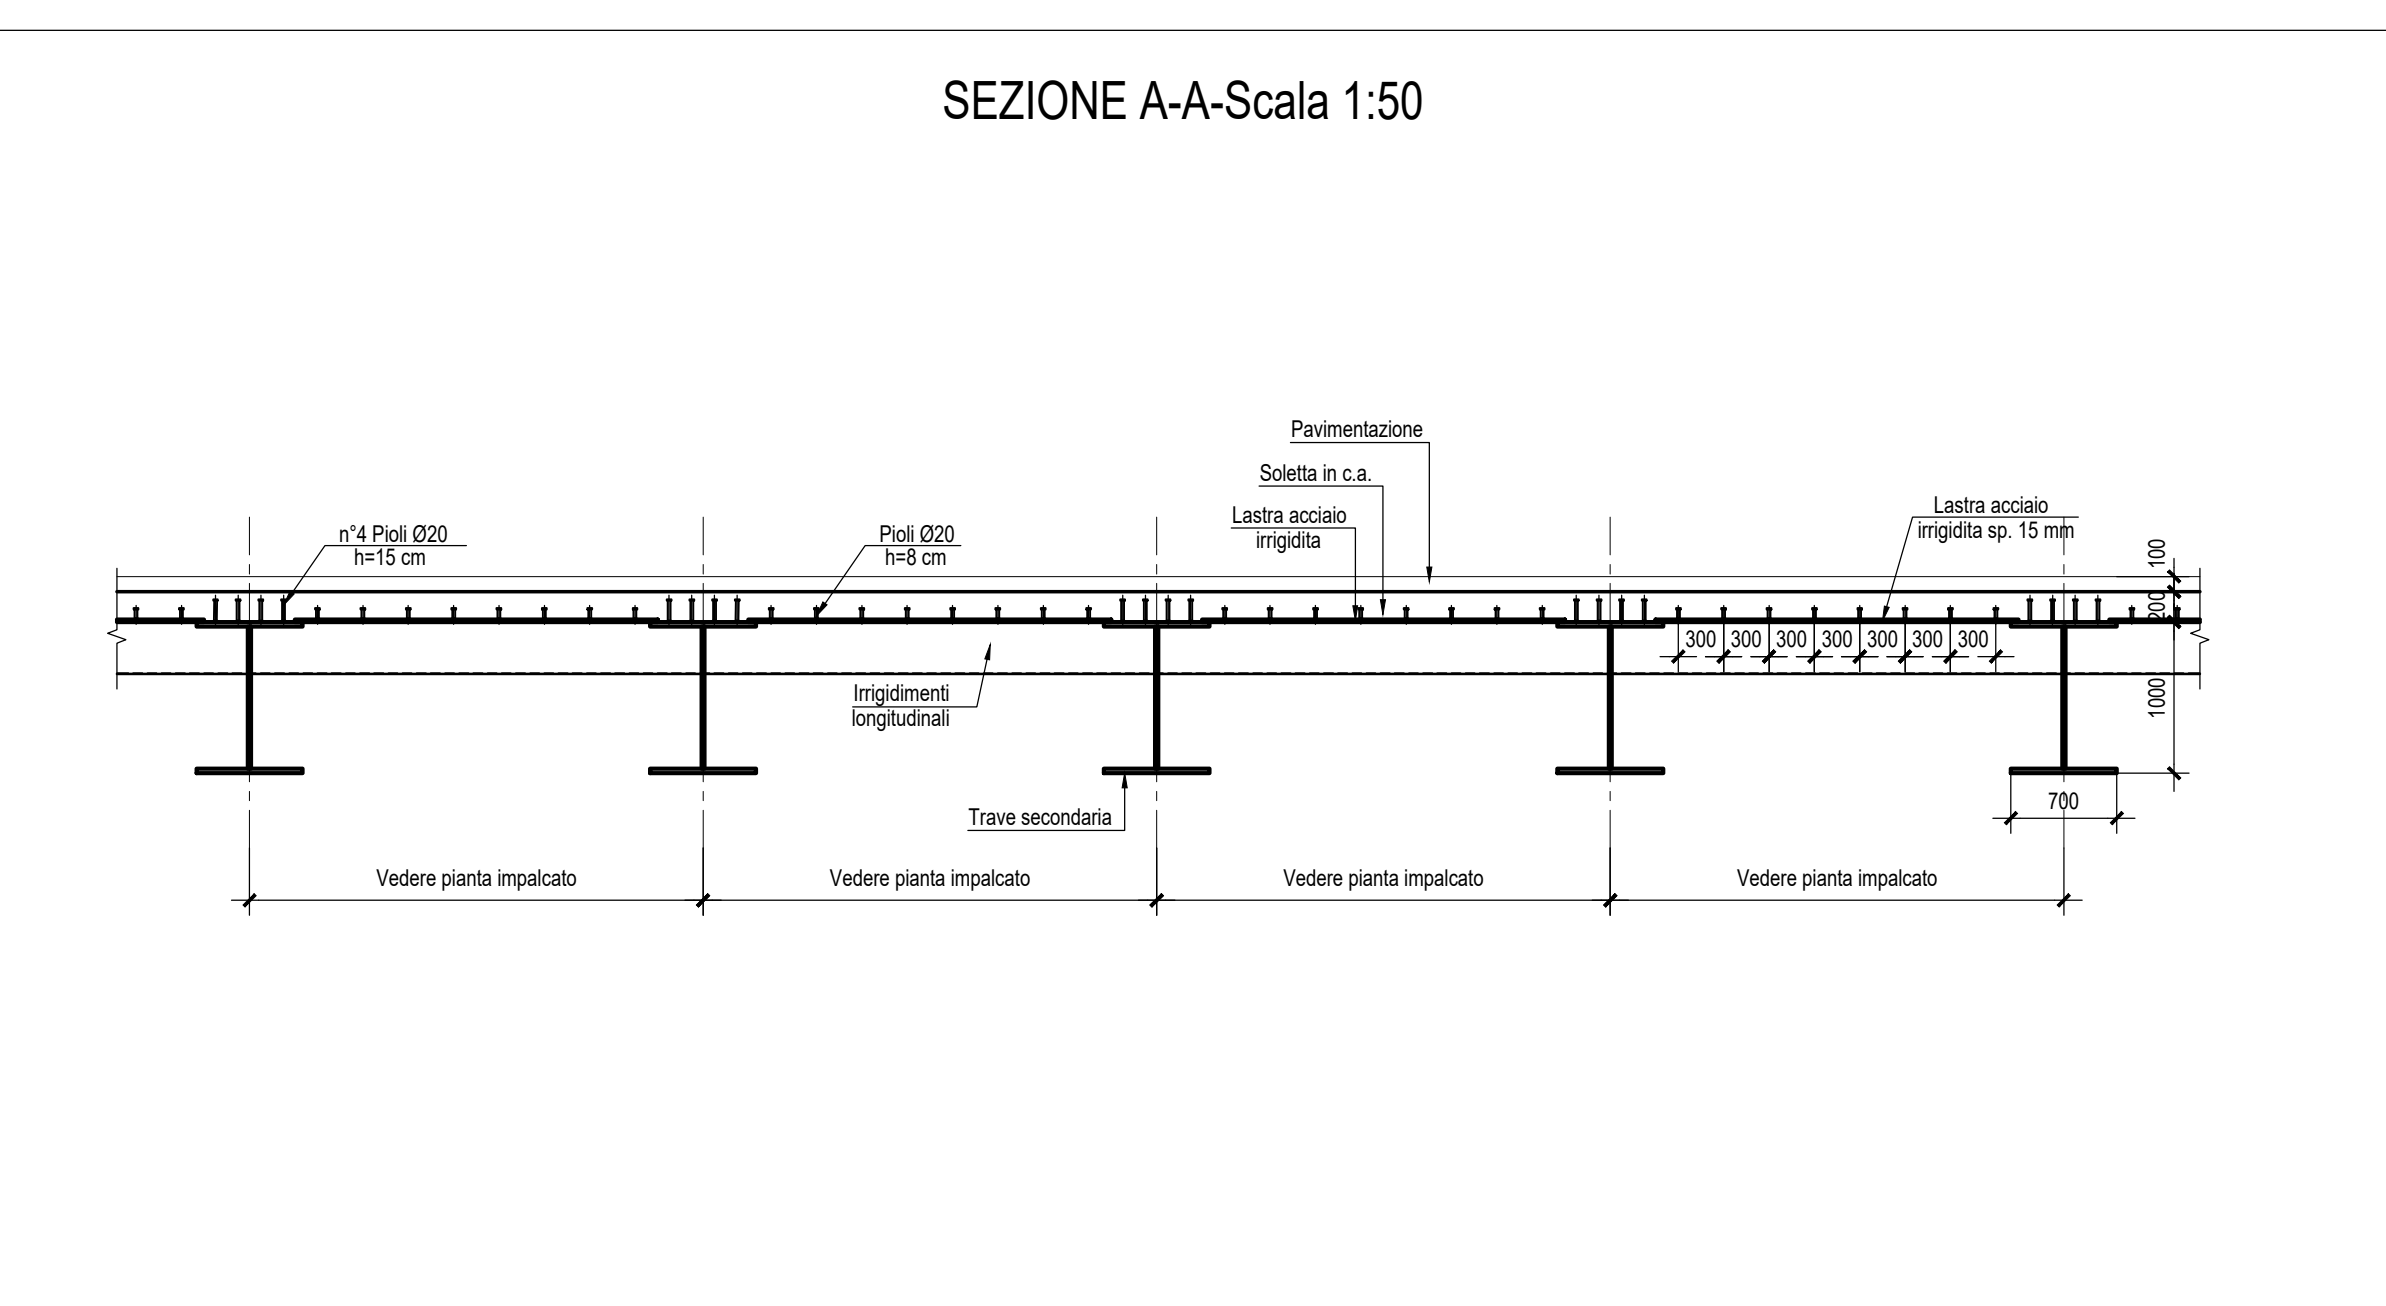 SEZIONE A-A-Scala 1:50
Pavimentazione
Soletta in c.a.
Lastra acciaio
irrigidita
Lastra acciaio
irrigidita sp. 15 mm
n°4 Pioli Ø20
h=15 cm
Pioli Ø20
h=8 cm
100
200
300 300 300 300 300 300 300
1000
Irrigidimenti
longitudinali
Trave secondaria
700
Vedere pianta impalcato
Vedere pianta impalcato
Vedere pianta impalcato
Vedere pianta impalcato